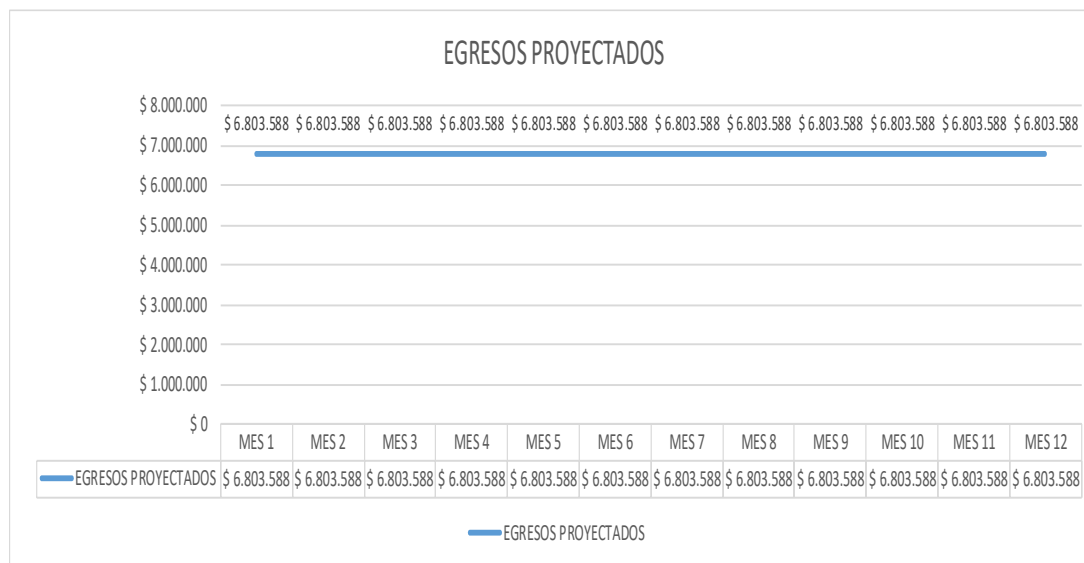 EGRESOS PROYECTADOS
$ 8.000.000
$ 6.803.588 $ 6.803.588 $ 6.803.588 $ 6.803.588 $ 6.803.588 $ 6.803.588 $ 6.803.588 $ 6.803.588 $ 6.803.588 $ 6.803.588 $ 6.803.588 $ 6.803.588
$ 7.000.000
$ 6.000.000
$ 5.000.000
$ 4.000.000
$ 3.000.000
$ 2.000.000
$ 1.000.000
$ 0
MES 1 MES 2 MES 3 MES 4 MES 5 MES 6 MES 7 MES 8 MES 9 MES 10 MES 11 MES 12
EGRESOS PROYECTADOS $ 6.803.588 $ 6.803.588 $ 6.803.588 $ 6.803.588 $ 6.803.588 $ 6.803.588 $ 6.803.588 $ 6.803.588 $ 6.803.588 $ 6.803.588 $ 6.803.588 $ 6.803.588
EGRESOS PROYECTADOS